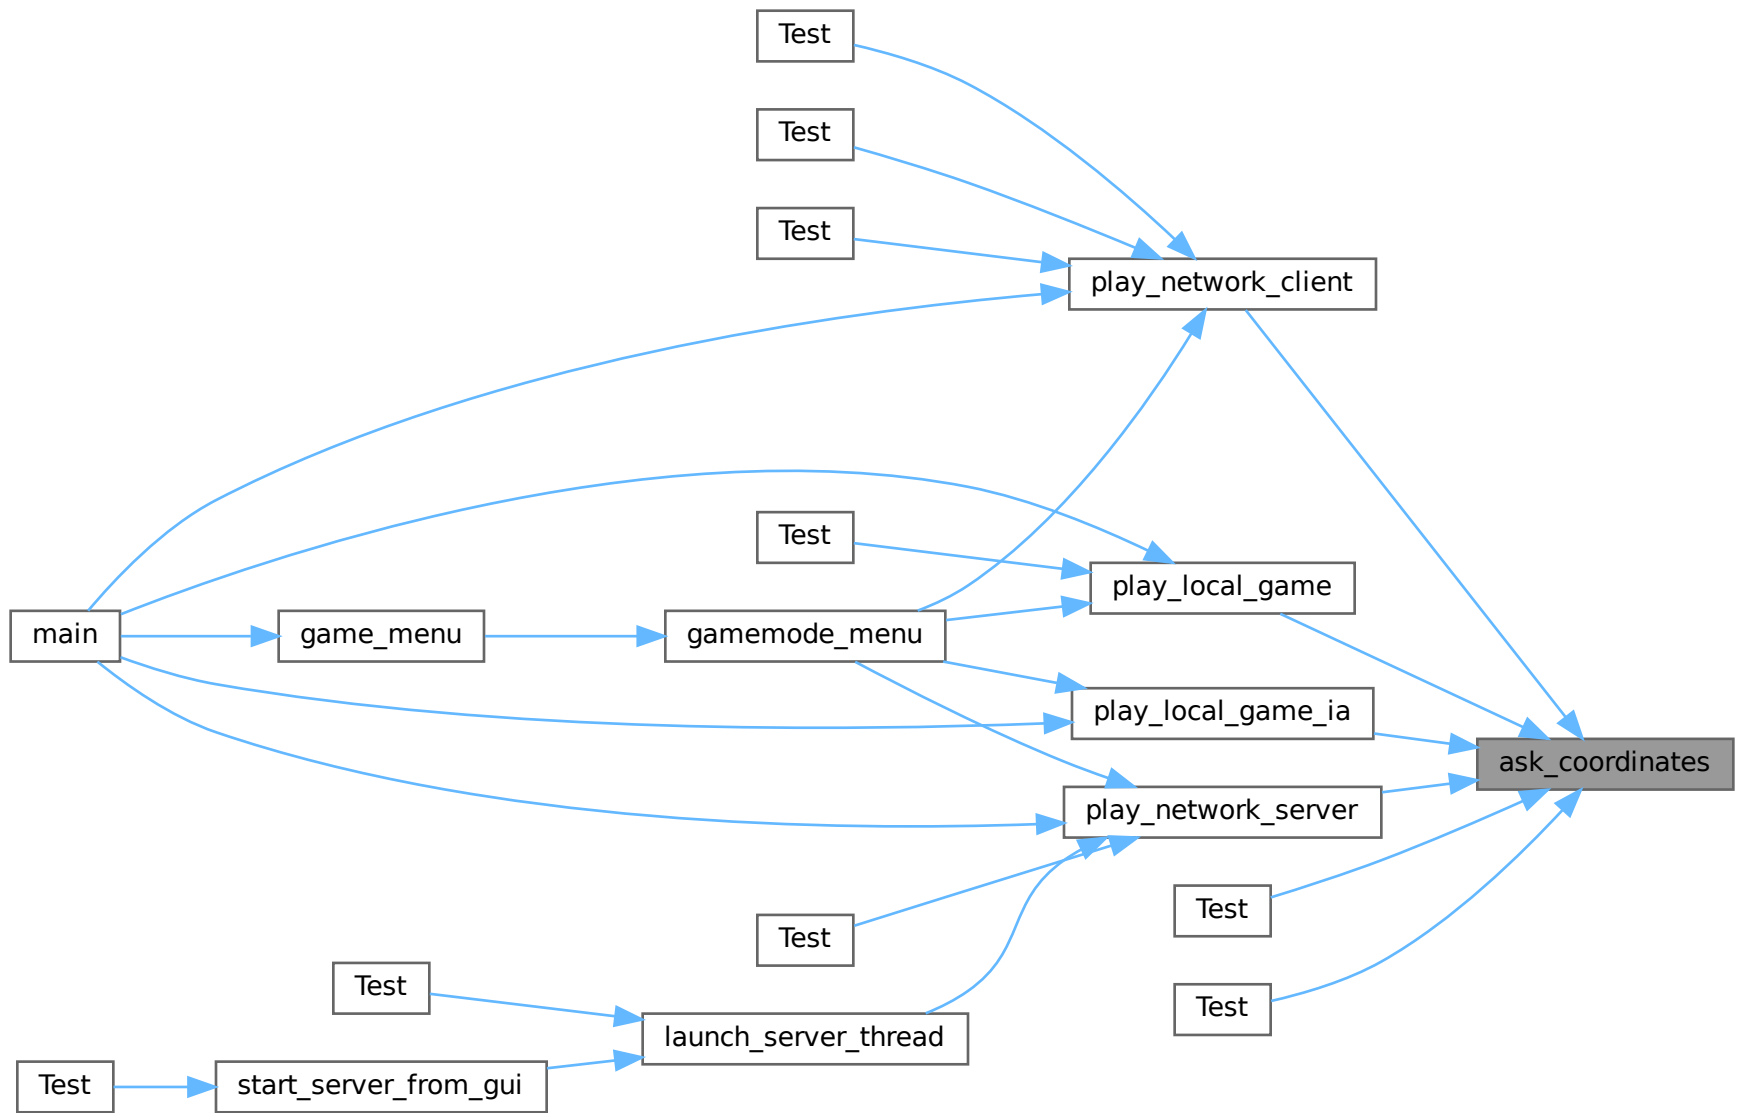 Test
Test
Test
play_network_client
Test
play_local_game
main
game_menu
gamemode_menu
play_local_game_ia
ask_coordinates
play_network_server
Test
Test
Test
Test
launch_server_thread
Test
start_server_from_gui